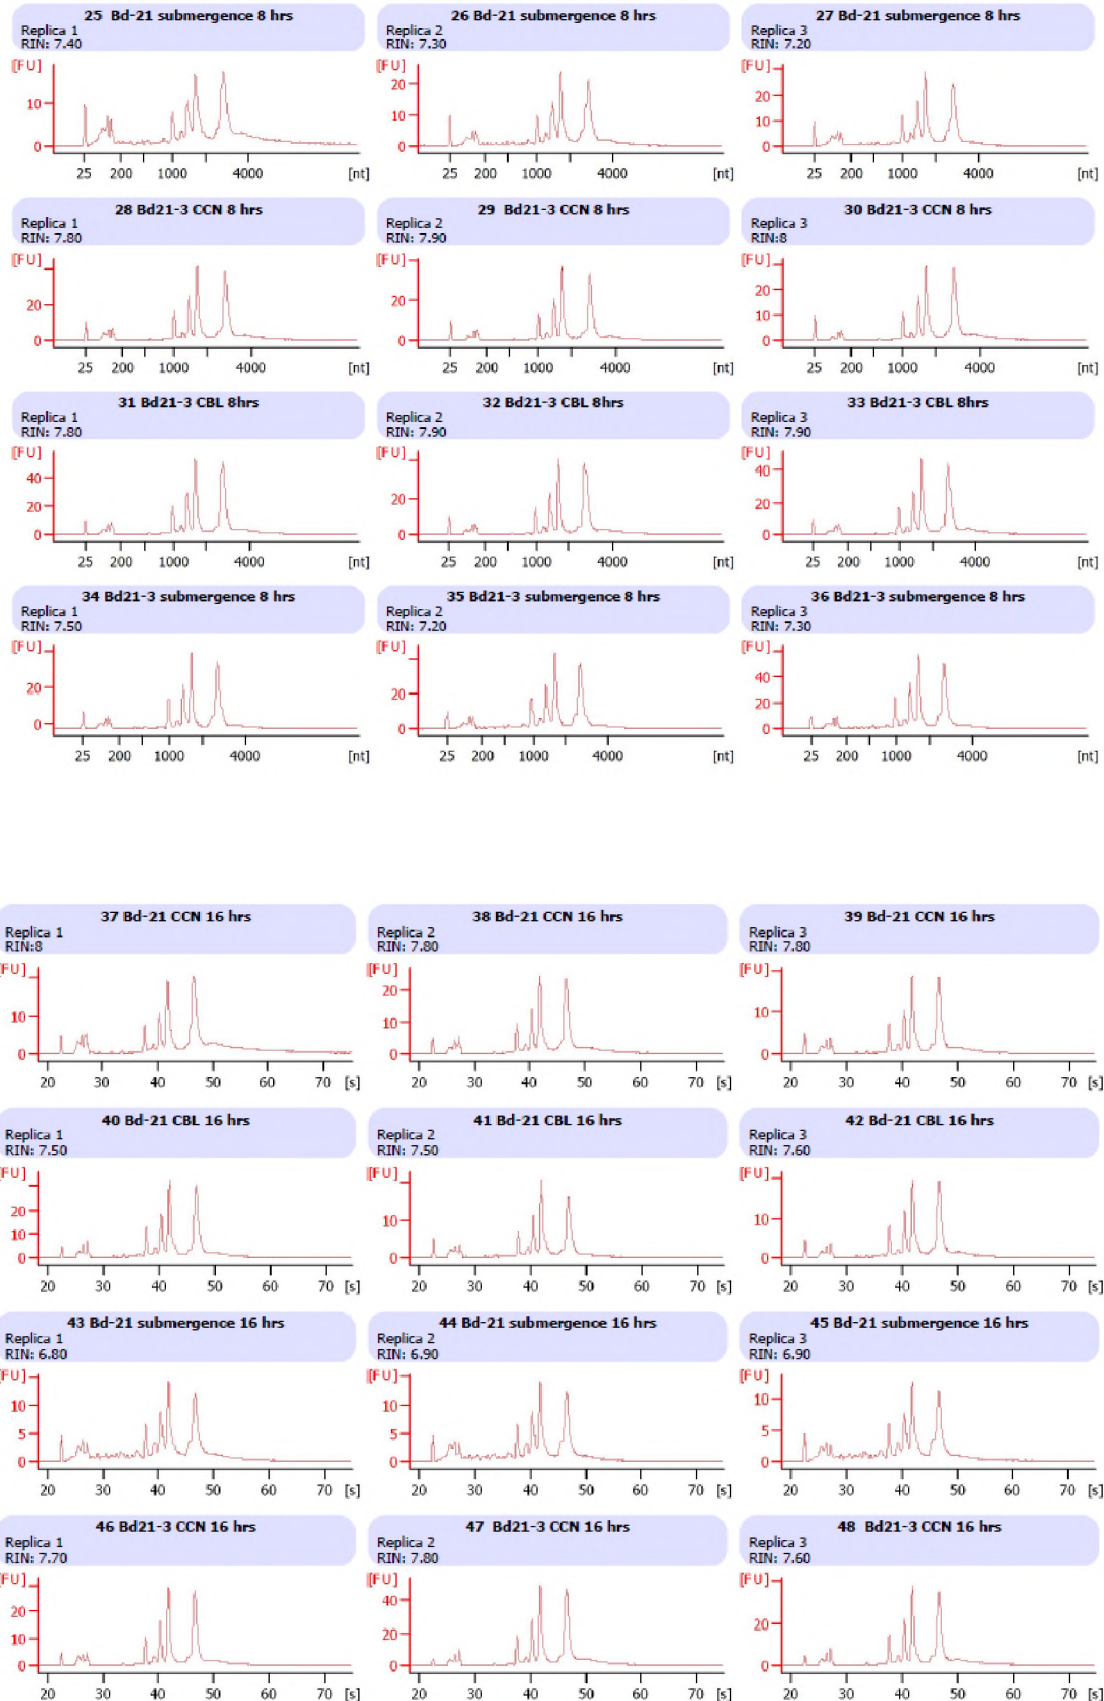 25 Bd-21 submergence 8 hrs
Replica 1
RIN: 7.40
[FU]
10
0
25 200 1000 4000 [nt]
26 Bd-21 submergence 8 hrs
Replica 2
RIN: 7.30
[FU]
20
10
0
25 200 1000 4000 [nt]
27 Bd-21 submergence 8 hrs
Replica 3
RIN: 7.20
[FU]
20
10
0
25 200 1000 4000 [nt]
28 Bd21-3 CCN 8 hrs
Replica 1
RIN: 7.80
[FU]
20
0
25 200 1000 4000 [nt]
29 Bd21-3 CCN 8 hrs
Replica 2
RIN: 7.90
[FU]
20
0
25 200 1000 4000 [nt]
30 Bd21-3 CCN 8 hrs
Replica 3
RIN:8
[FU]
20
10
0
25 200 1000 4000 [nt]
31 Bd21-3 CBL 8hrs
Replica 1
RIN: 7.80
[FU]
40
20
0
25 200 1000 4000 [nt]
32 Bd21-3 CBL 8hrs
Replica 2
RIN: 7.90
[FU]
20
0
25 200 1000 4000 [nt]
33 Bd21-3 CBL 8hrs
Replica 3
RIN: 7.90
[FU]
40
20
0
25 200 1000 4000 [nt]
34 Bd21-3 submergence 8 hrs
Replica 1
RIN: 7.50
[FU]
20
0
25 200 1000 4000 [nt]
35 Bd21-3 submergence 8 hrs
Replica 2
RIN: 7.20
[FU]
20
0
25 200 1000 4000 [nt]
36 Bd21-3 submergence 8 hrs
Replica 3
RIN: 7.30
[FU]
40
20
0
25 200 1000 4000 [nt]
37 Bd-21 CCN 16 hrs
Replica 1
RIN:8
[FU]
10
0
20 30 40 50 60 70 [s]
38 Bd-21 CCN 16 hrs
Replica 2
RIN: 7.80
[FU]
20
10
0
20 30 40 50 60 70 [s]
39 Bd-21 CCN 16 hrs
Replica 3
RIN: 7.80
[FU]
10
0
20 30 40 50 60 70 [s]
40 Bd-21 CBL 16 hrs
Replica 1
RIN: 7.50
[FU]
20
10
0
20 30 40 50 60 70 [s]
41 Bd-21 CBL 16 hrs
Replica 2
RIN: 7.50
[FU]
10
0
20 30 40 50 60 70 [s]
42 Bd-21 CBL 16 hrs
Replica 3
RIN: 7.60
[FU]
10
0
20 30 40 50 60 70 [s]
43 Bd-21 submergence 16 hrs
Replica 1
RIN: 6.80
[FU]
10
5
0
20 30 40 50 60 70 [s]
44 Bd-21 submergence 16 hrs
Replica 2
RIN: 6.90
[FU]
10
5
0
20 30 40 50 60 70 [s]
45 Bd-21 submergence 16 hrs
Replica 3
RIN: 6.90
[FU]
10
5
0
20 30 40 50 60 70 [s]
46 Bd21-3 CCN 16 hrs
Replica 1
RIN: 7.70
[FU]
20
10
0
20 30 40 50 60 70 [s]
47 Bd21-3 CCN 16 hrs
Replica 2
RIN: 7.80
[FU]
40
20
0
20 30 40 50 60 70 [s]
48 Bd21-3 CCN 16 hrs
Replica 3
RIN: 7.60
[FU]
20
0
20 30 40 50 60 70 [s]